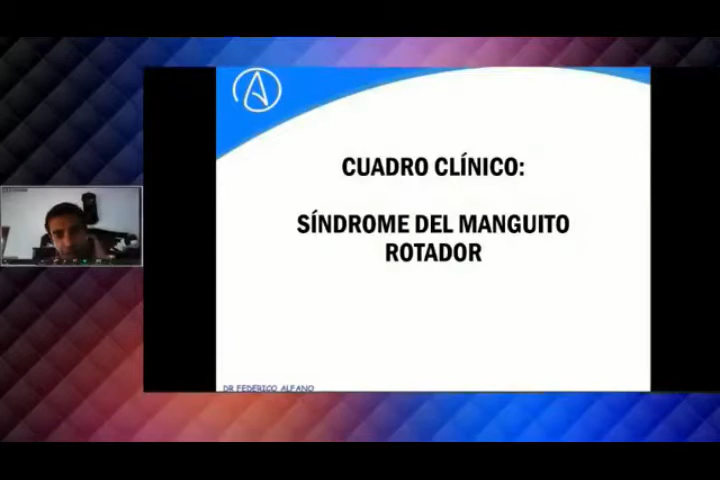 CUADRO CLÍNICO:
SÍNDROME DEL MANGUITO
ROTADOR
DR FEDERICO ALFANO